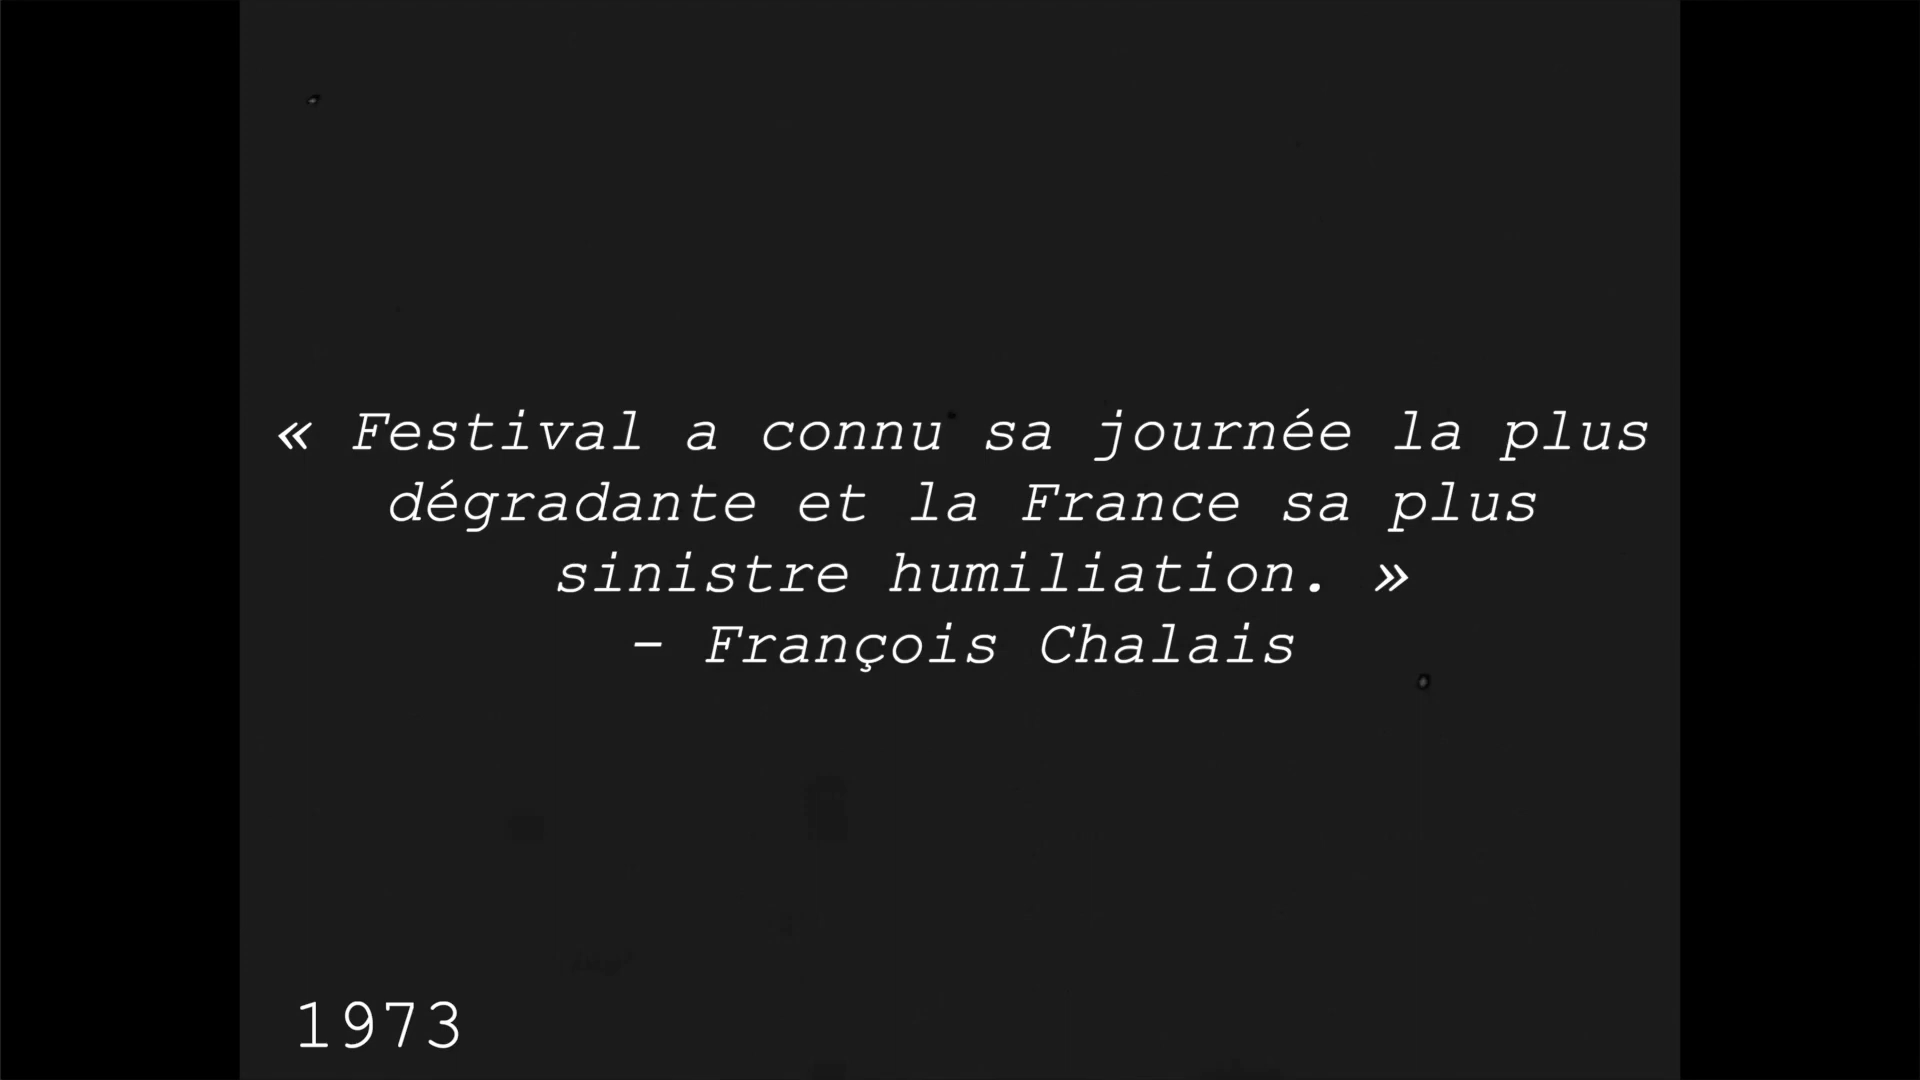 « Festival a connu sa journée la plus
dégradante et la France sa plus
sinistre humiliation. »
- François Chalais
1973